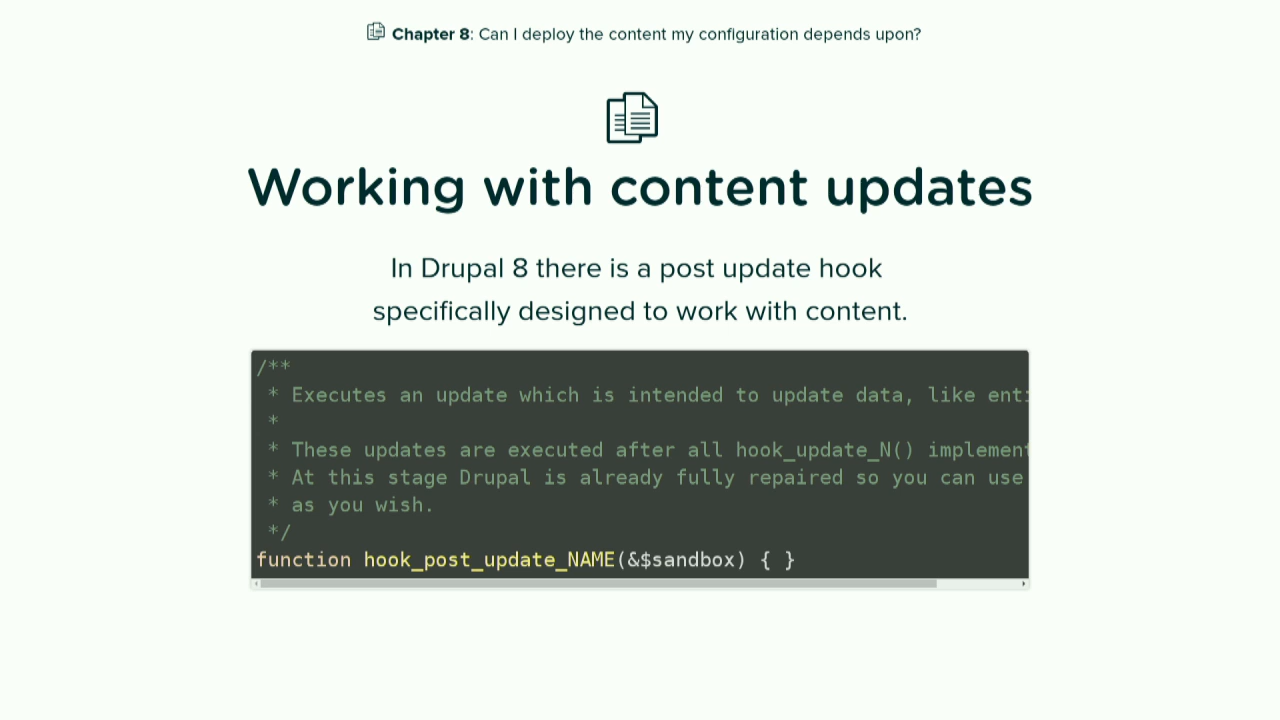 Chapter 8: Can I deploy the content my configuration depends upon?
Working with content updates
In Drupal 8 there is a post update hook
specifically designed to work with content.
/**
 * Executes an update which is intended to update data, like enti
 *
 * These updates are executed after all hook_update_N() implement
 * At this stage Drupal is already fully repaired so you can use
 * as you wish.
 */
function hook_post_update_NAME(&$sandbox) { }